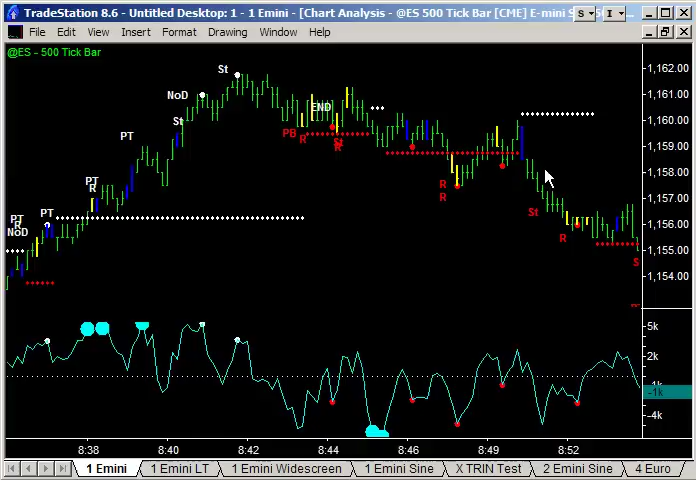 TradeStation 8.6 - Untitled Desktop: 1 - 1 Emini - [Chart Analysis - @ES 500 Tick Bar [CME] E-mini S
S
I
File Edit View Insert Format Drawing Window Help
@ES - 500 Tick Bar
1,162.00
1,161.00
1,160.00
1,159.00
1,158.00
1,157.00
1,156.00
1,155.00
1,154.00
St
NoD
END
St
PT
PB
R
St
R
PT
R
R
R
PT
R
NoD
PT
St
R
S
5k
2k
-1k
-1k
-4k
8:38 8:40 8:42 8:44 8:46 8:49 8:52
1 Emini 1 Emini LT 1 Emini Widescreen 1 Emini Sine X TRIN Test 2 Emini Sine 4 Euro